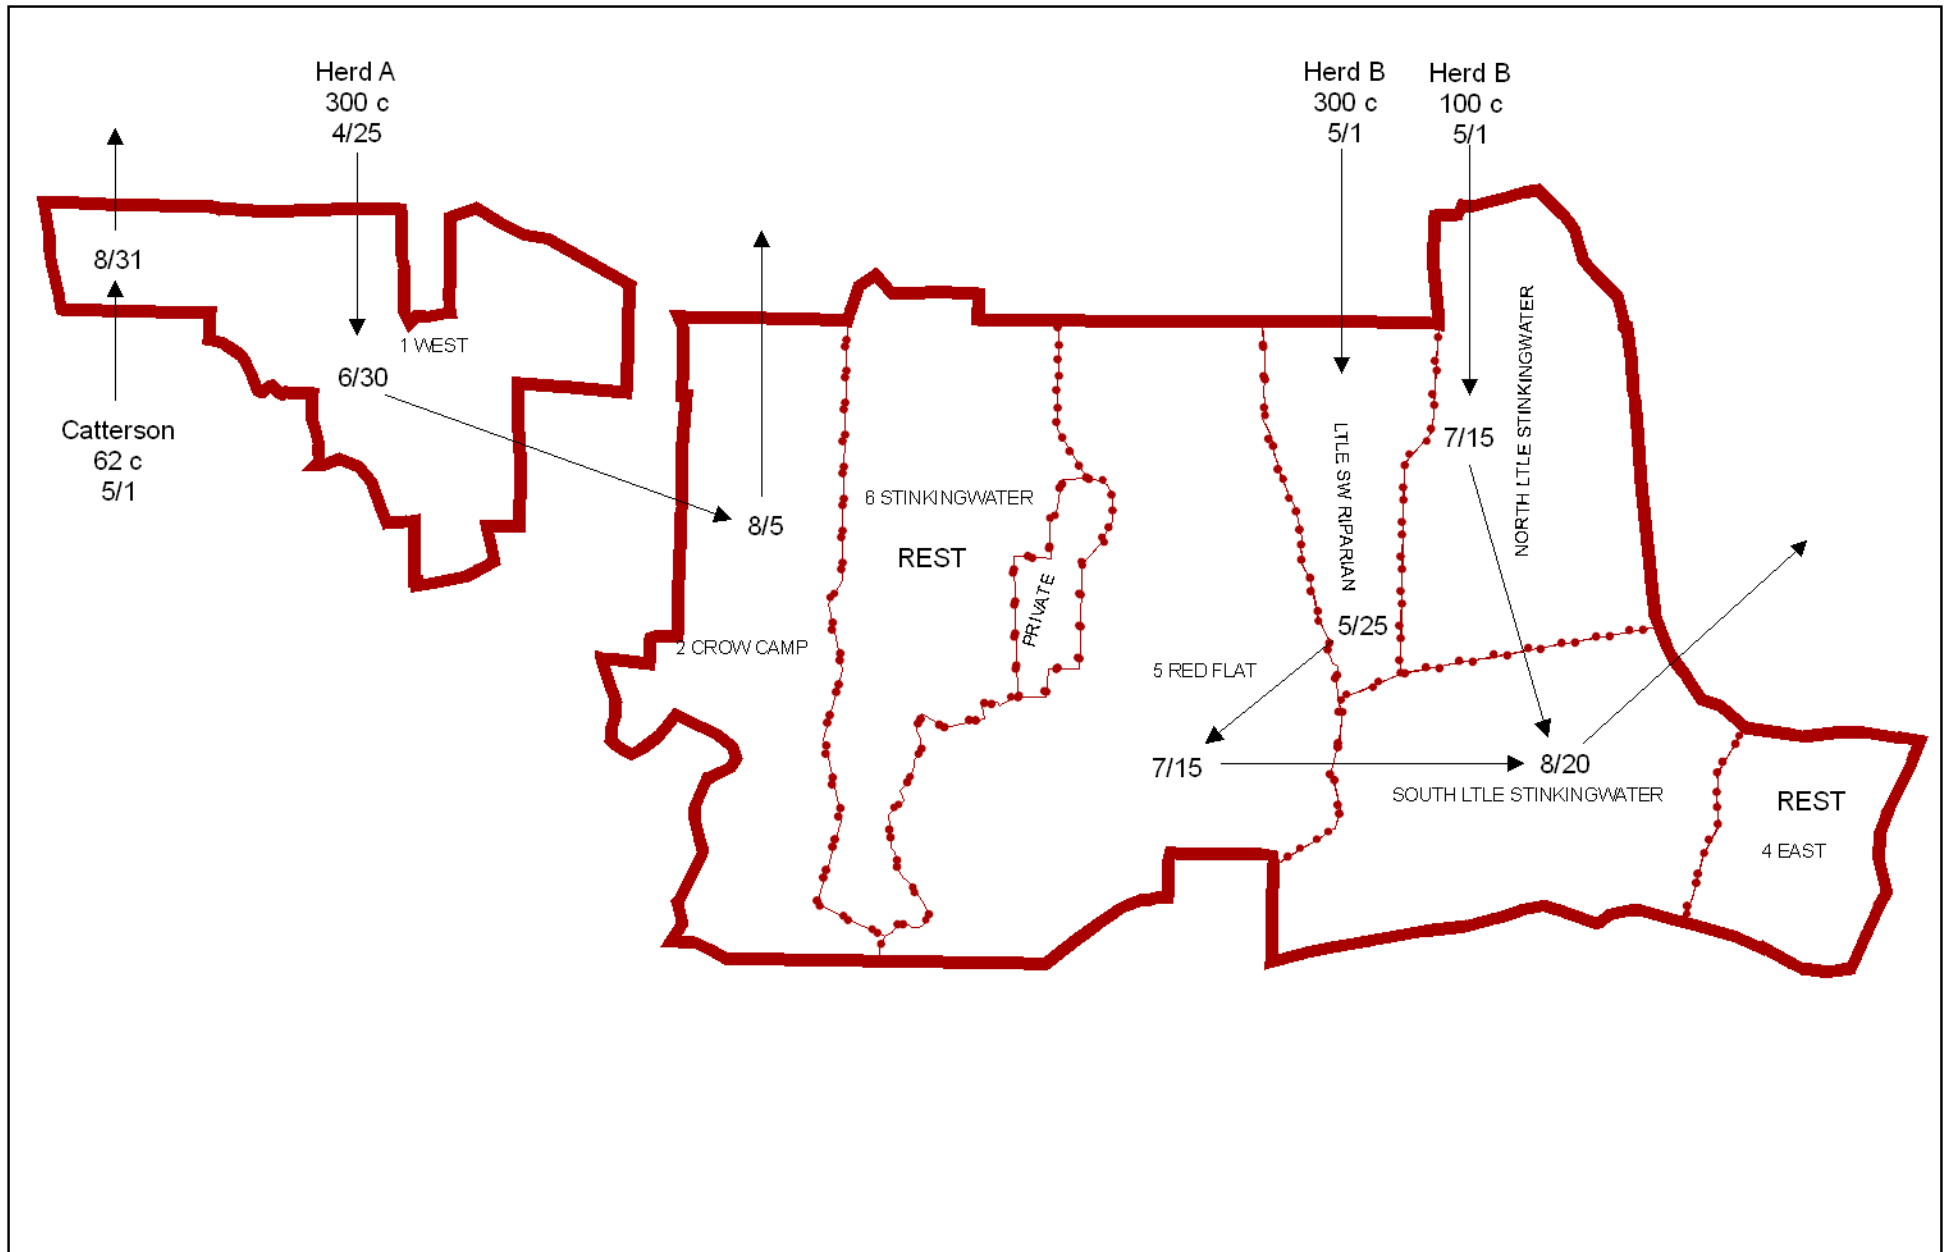 Herd A
300 c
4/25
Herd B
300 c
5/1
Herd B
100 c
5/1
8/31
1 WEST
6/30
Catterson
62 c
5/1
8/5
2 CROW CAMP
6 STINKINGWATER
REST
PRIVATE
LTLE SW RIPARIAN
5/25
NORTH LTLE STINKINGWATER
7/15
5 RED FLAT
7/15
8/20
SOUTH LTLE STINKINGWATER
REST
4 EAST